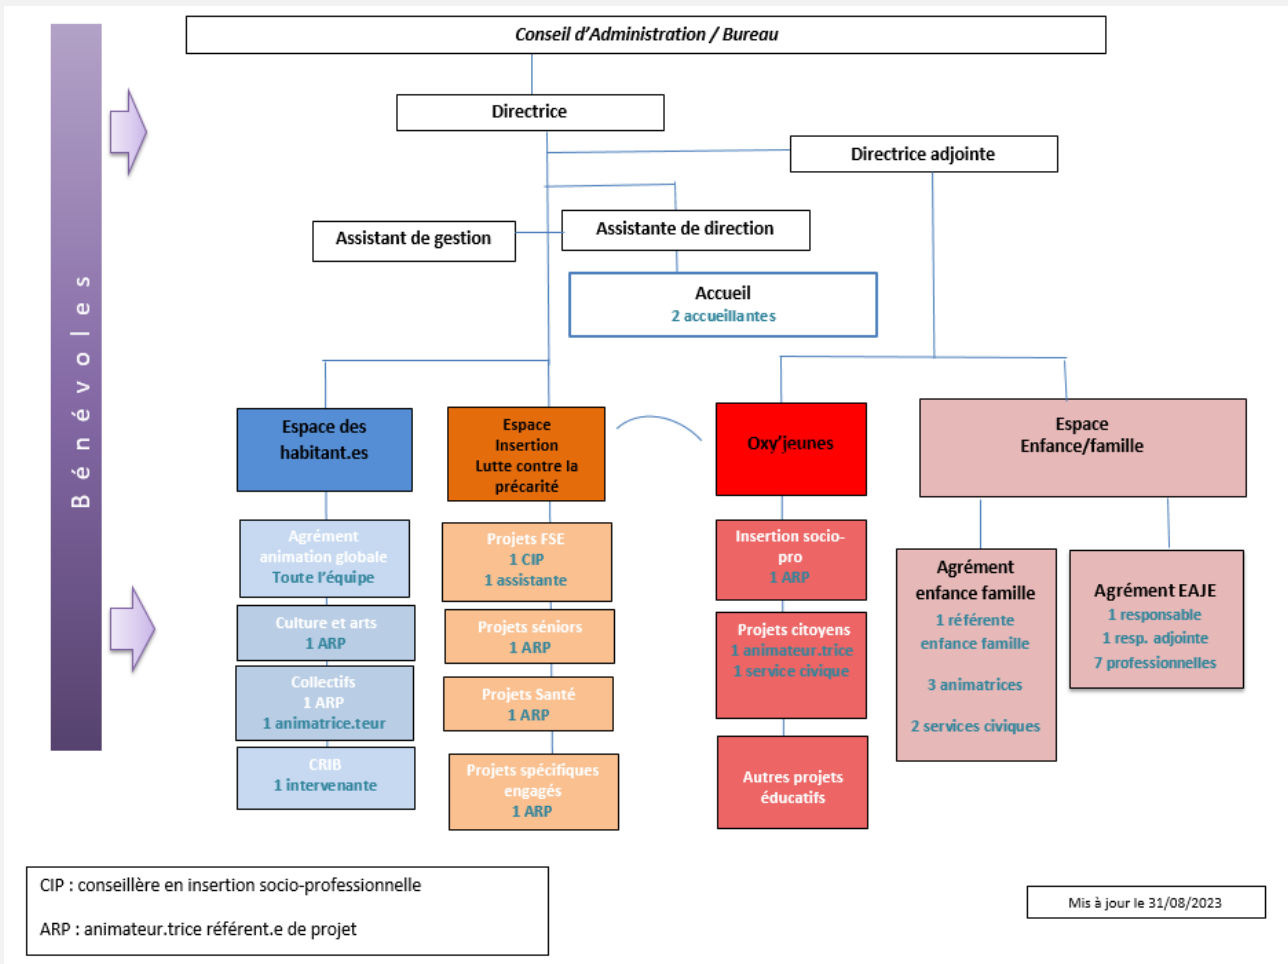 Conseil d'Administration / Bureau
Directrice
Directrice adjointe
Assistant de gestion
Assistante de direction
Accueil
2 accueillantes
Bénévoles
Espace des
habitant.es
Agrément
animation globale
Toute l'équipe
Culture et arts
1 ARP
Collectifs
1 ARP
1 animatrice.teur
CRIB
1 intervenante
Espace
Insertion
Lutte contre la
précarité
Projets FSE
1 CIP
1 assistante
Projets séniors
1 ARP
Projets Santé
1 ARP
Projets spécifiques
engagés
1 ARP
Oxy'jeunes
Insertion socio-
pro
1 ARP
Projets citoyens
1 animateur.trice
1 service civique
Autres projets
éducatifs
Espace
Enfance/famille
Agrément
enfance famille
1 référente
enfance famille
3 animatrices
2 services civiques
Agrément EAJE
1 responsable
1 resp. adjointe
7 professionnelles
CIP : conseillère en insertion socio-professionnelle
ARP : animateur.trice référent.e de projet
Mis à jour le 31/08/2023